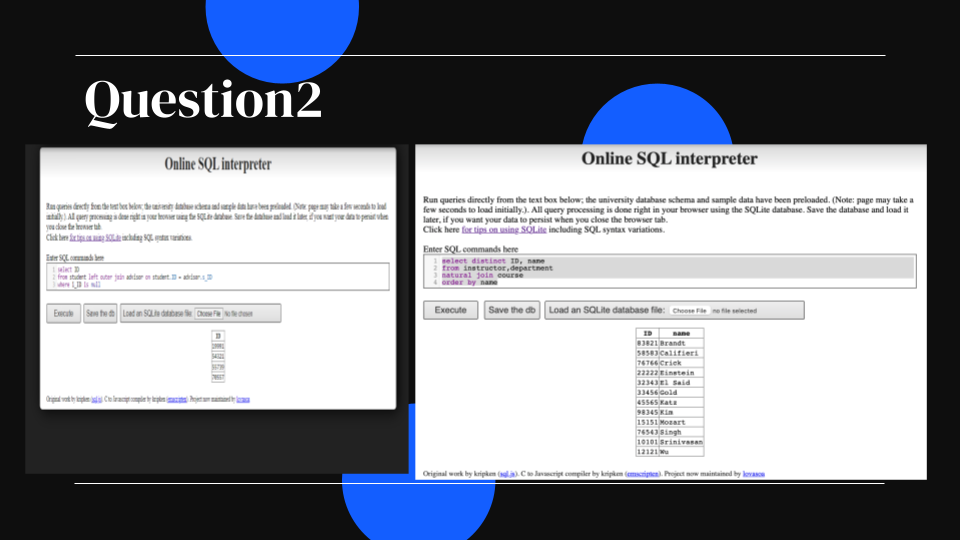 Question2
Online SQL interpreter
Run queries directly from the text box below; the university database schema and sample data have been preloaded. (Note: page may take a few seconds to load
initially.). All query processing is done right in your browser using the SQLite database. Save the database and load it later, if you want your data to persist when
you close the browser tab.
Click here for tips on using SQLite including SQL syntax variations.
Enter SQL commands here
1 select ID
2 from student left outer join advisor on student.ID = advisor.s_ID
3 where i_ID is null
Execute Save the db Load an SQLite database file: Choose File No file chosen
ID
Original work by kripken (sql.js). C to Javascript compiler by kripken (emscripten). Project now maintained by lovasoa
Online SQL interpreter
Run queries directly from the text box below; the university database schema and sample data have been preloaded. (Note: page may take a
few seconds to load initially.). All query processing is done right in your browser using the SQLite database. Save the database and load it
later, if you want your data to persist when you close the browser tab.
Click here for tips on using SQLite including SQL syntax variations.
Enter SQL commands here
1 select distinct ID, name
2 from instructor,department
3 natural join course
4 order by name
Execute Save the db Load an SQLite database file: Choose File no file selected
ID name
83821 Brandt
58583 Califieri
76766 Crick
22222 Einstein
32343 El Said
33456 Gold
45565 Katz
98345 Kim
15151 Mozart
76543 Singh
10101 Srinivasan
12121 Wu
Original work by kripken (sql.js). C to Javascript compiler by kripken (emscripten). Project now maintained by lovasoa